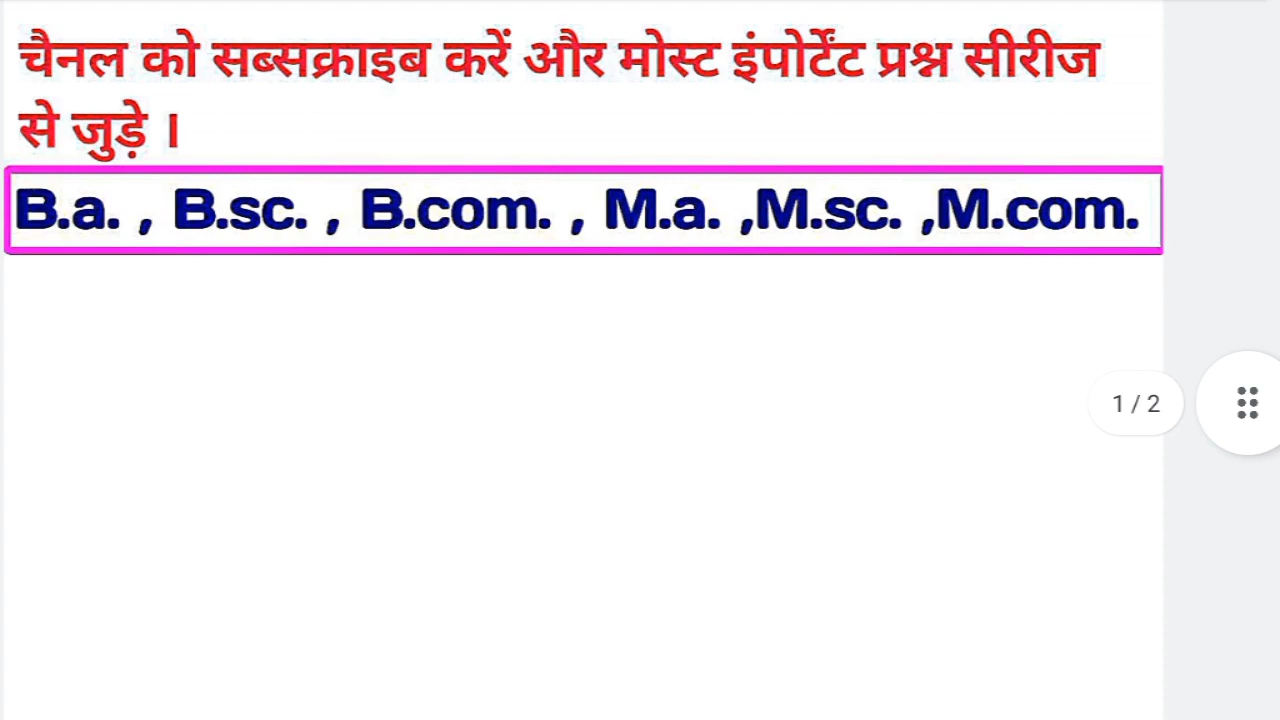 चैनल को सब्सक्राइब करें और मोस्ट इंपोर्टेंट प्रश्न सीरीज
से जुड़े ।
B.a. , B.sc. , B.com. , M.a. ,M.sc. ,M.com.
1 / 2